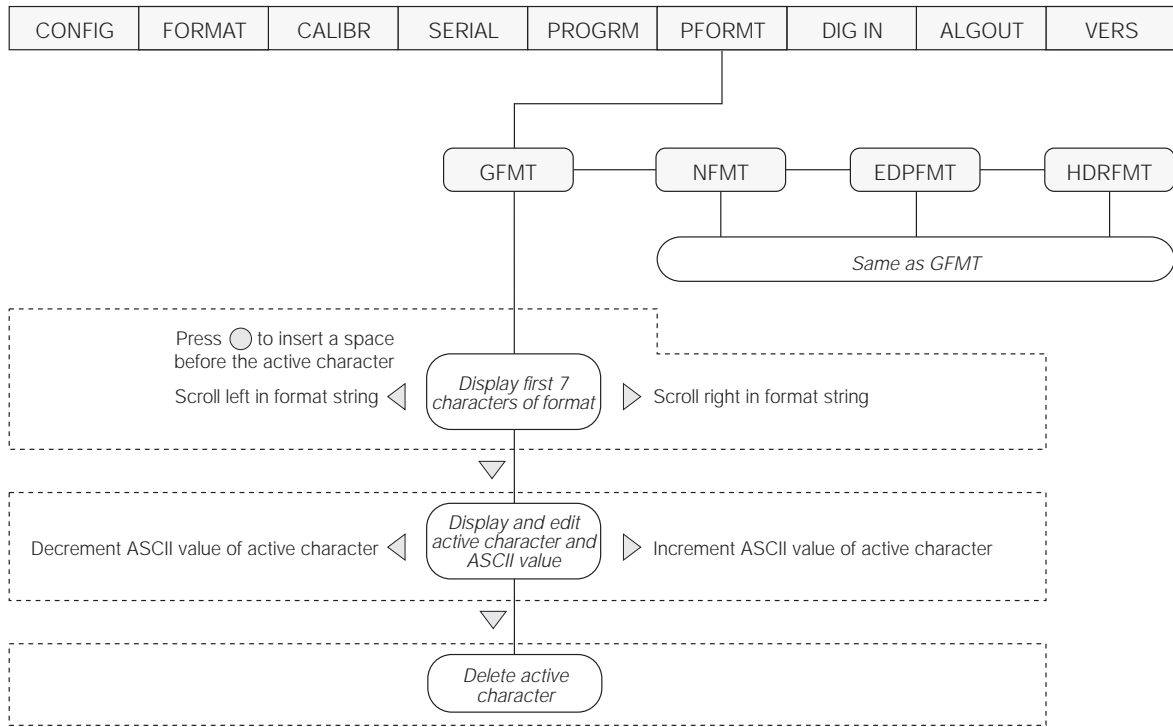 CONFIG FORMAT CALIBR SERIAL PROGRM PFORMT DIG IN ALGOUT VERS
GFMT NFMT EDPFMT HDRFMT
Same as GFMT
Press to insert a space
before the active character
Scroll left in format string
Display first 7
characters of format
Scroll right in format string
Decrement ASCII value of active character
Display and edit
active character and
ASCII value
Increment ASCII value of active character
Delete active
character